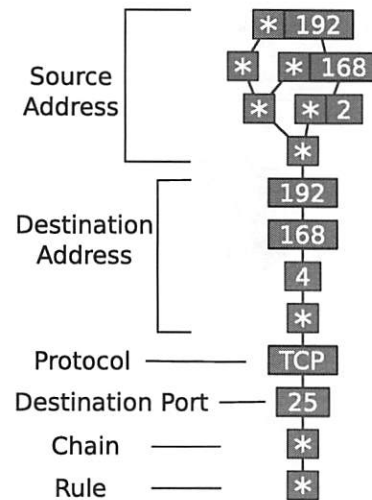 * 192
Source
Address
* * 168
* * 2
*
192
Destination
Address
168
4
*
Protocol
TCP
Destination Port
25
Chain
*
Rule
*